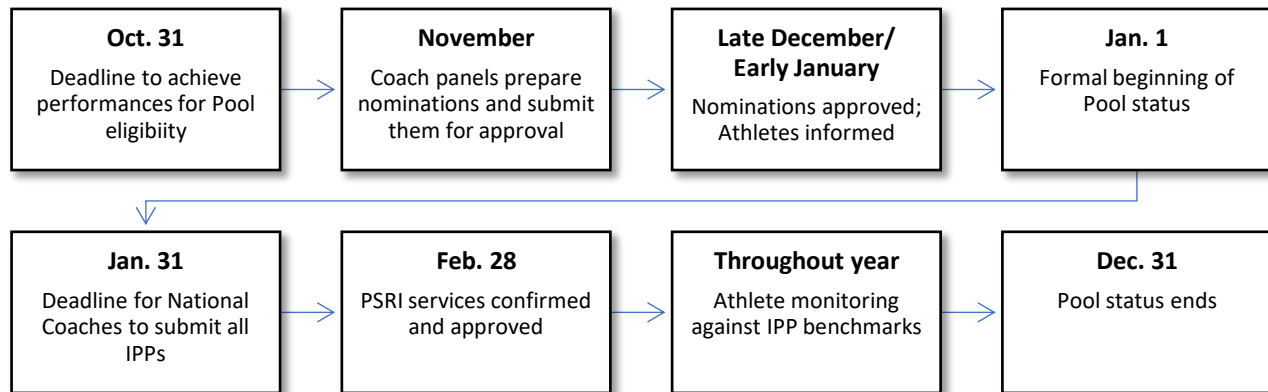 Oct. 31
Deadline to achieve
performances for Pool
eligibiity
November
Coach panels prepare
nominations and submit
them for approval
Late December/
Early January
Nominations approved;
Athletes informed
Jan. 1
Formal beginning of
Pool status
Jan. 31
Deadline for National
Coaches to submit all
IPPs
Feb. 28
PSRI services confirmed
and approved
Throughout year
Athlete monitoring
against IPP benchmarks
Dec. 31
Pool status ends